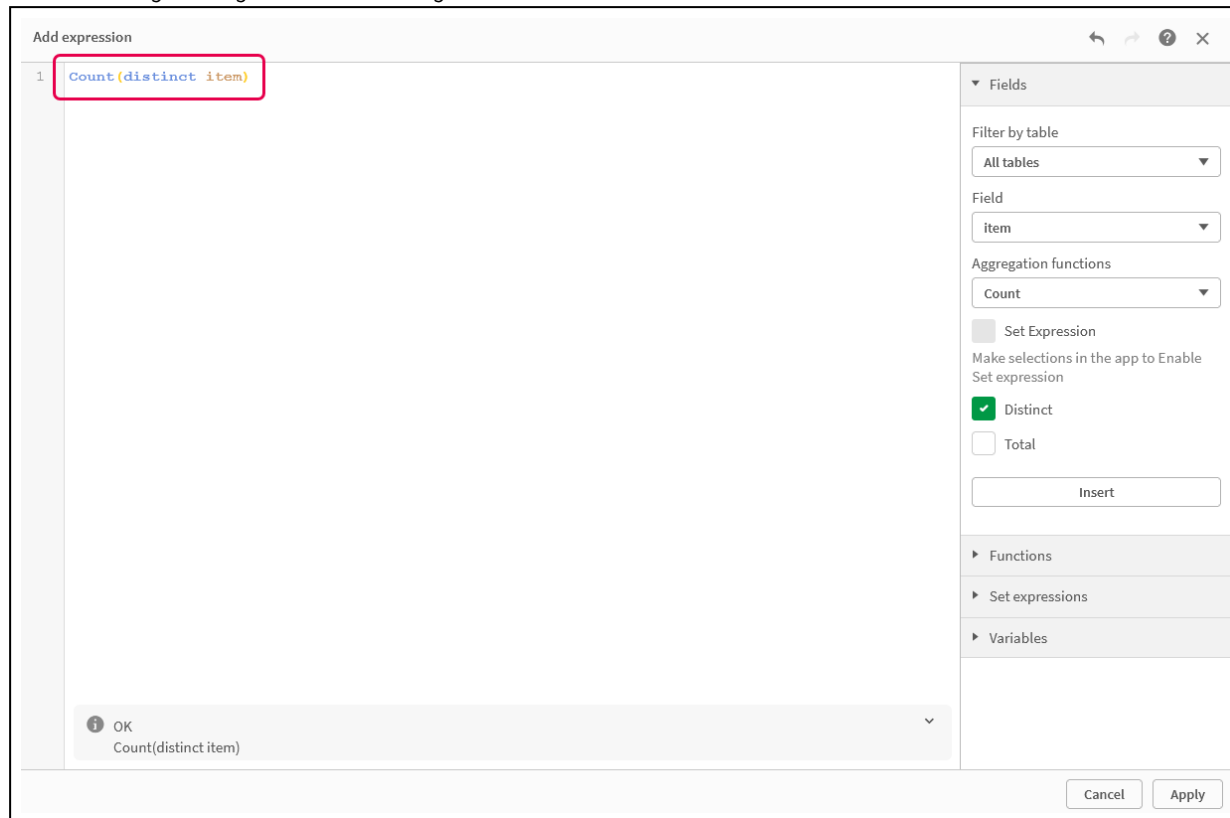 Add expression
1 Count(distinct item)
Fields
Filter by table
All tables
Field
item
Aggregation functions
Count
Set Expression
Make selections in the app to Enable
Set expression
Distinct
Total
Insert
Functions
Set expressions
Variables
OK
Count(distinct item)
Cancel Apply